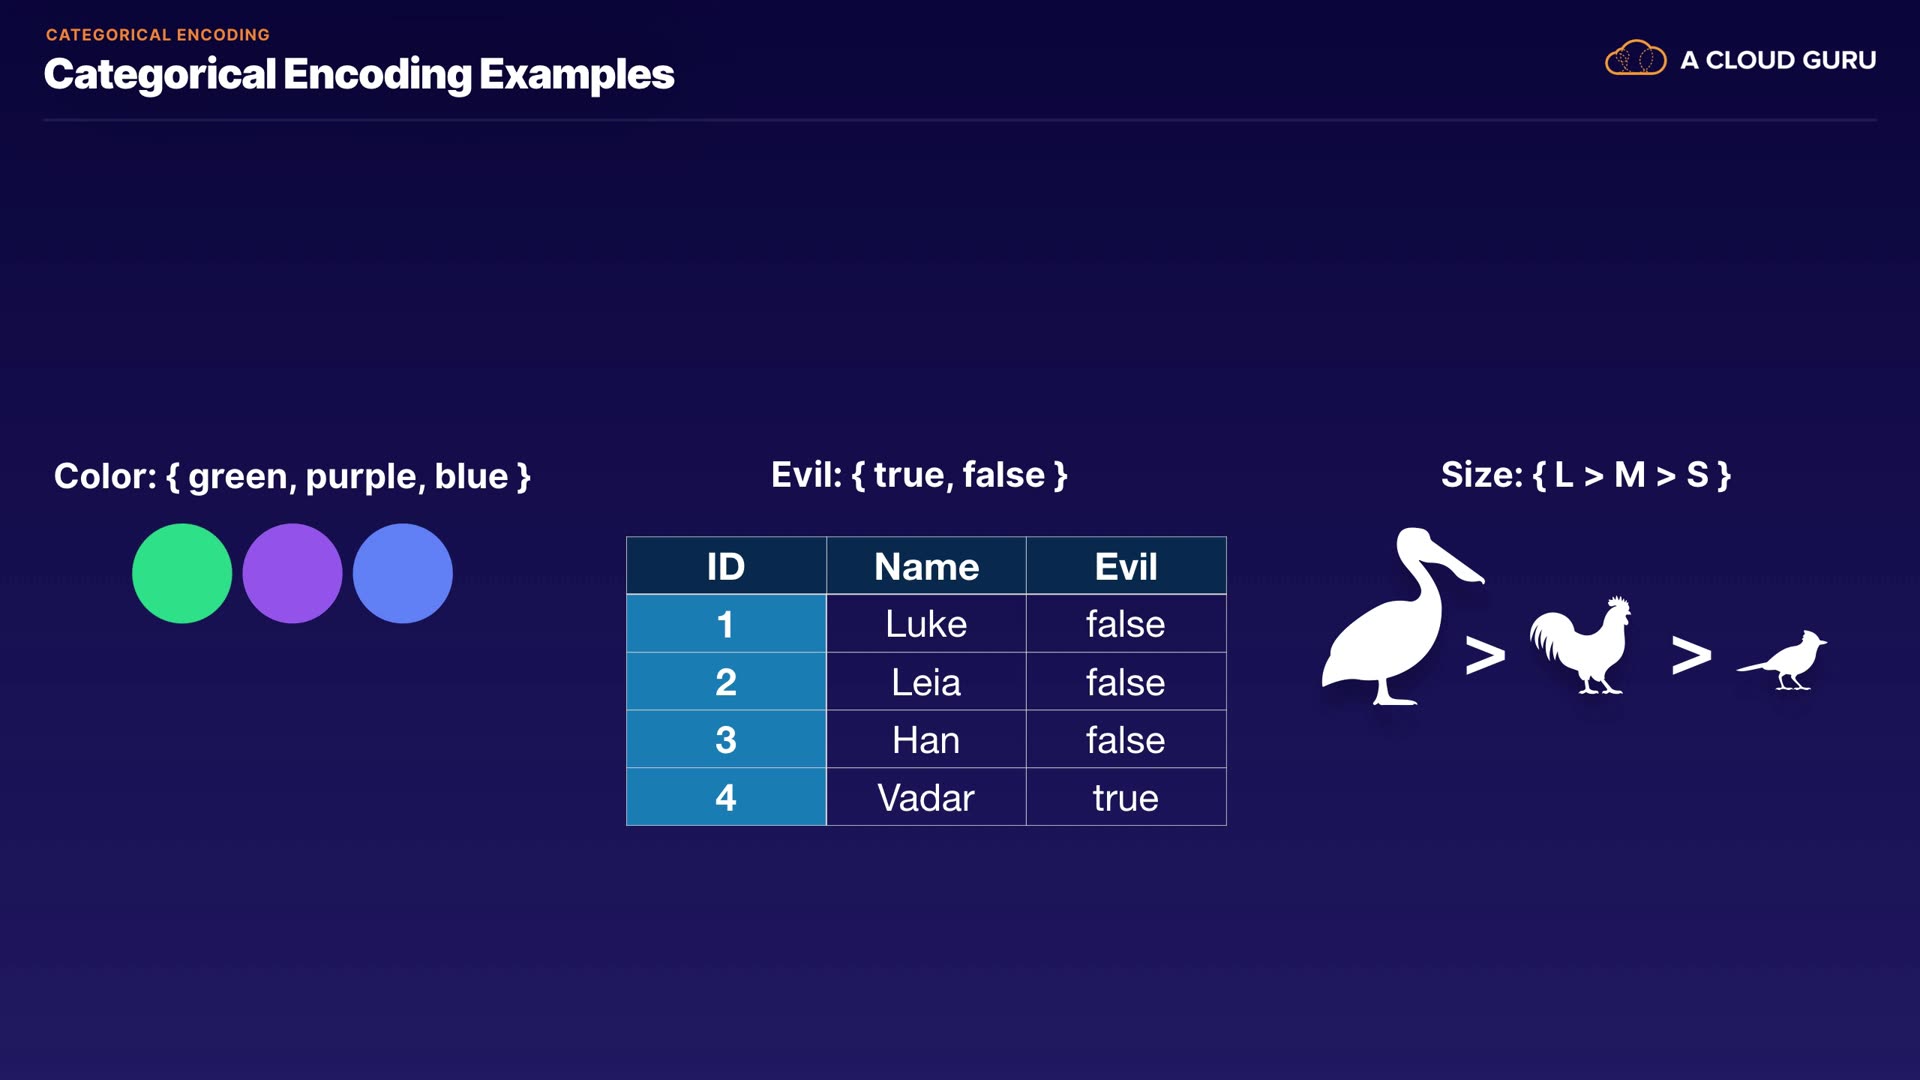 CATEGORICAL ENCODING
Categorical Encoding Examples
A CLOUD GURU
Color: { green, purple, blue }
Evil: { true, false }
ID Name Evil
1 Luke false
2 Leia false
3 Han false
4 Vadar true
Size: { L > M > S }
> >